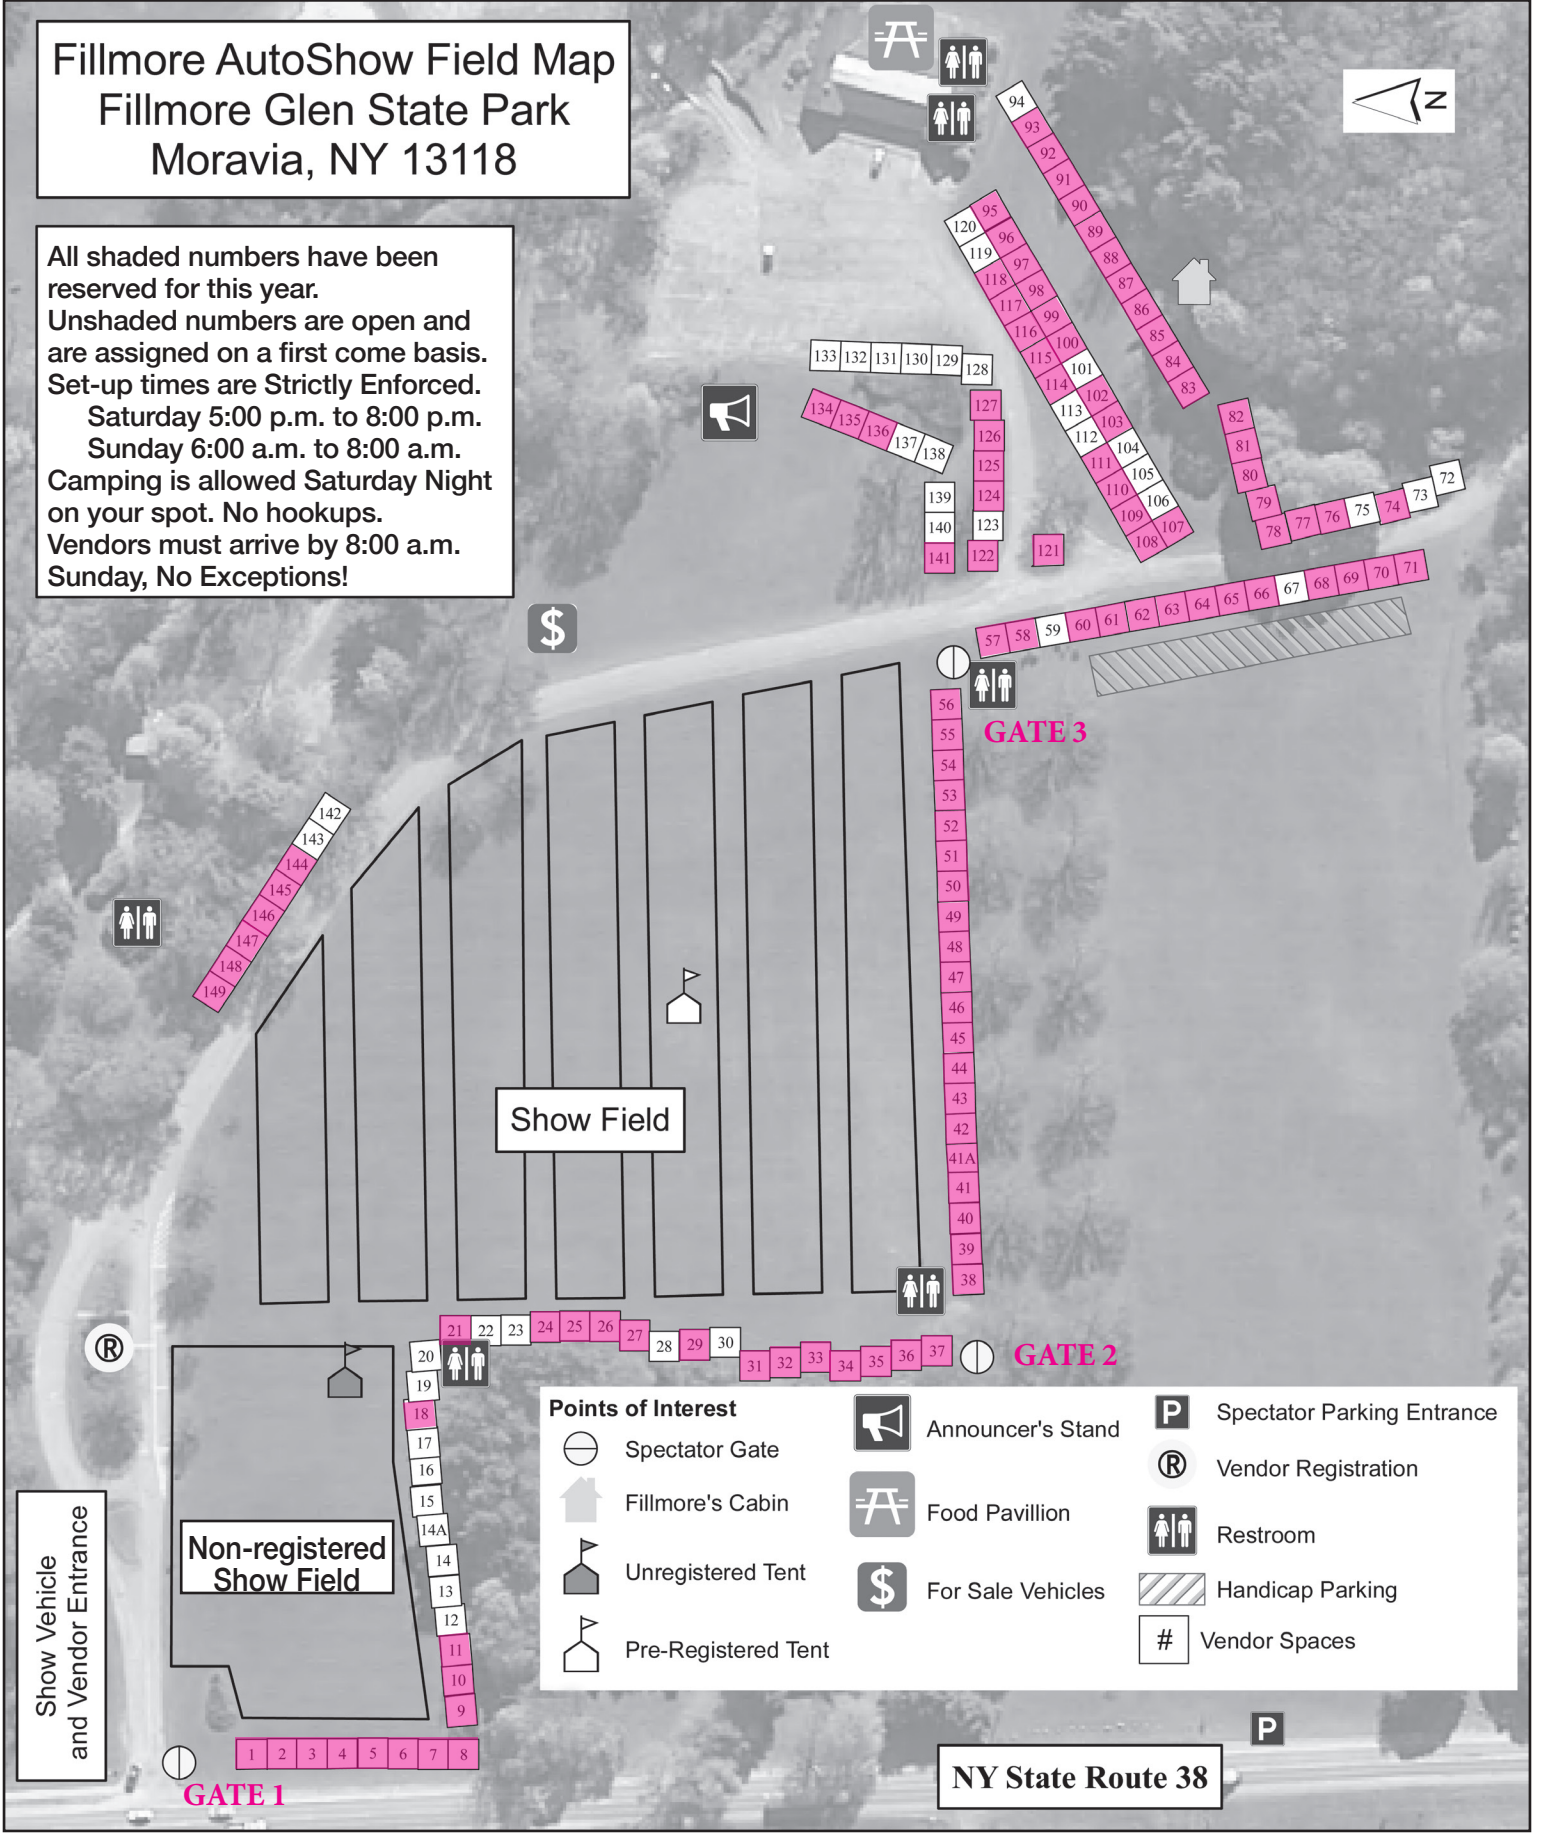 Fillmore AutoShow Field Map
Fillmore Glen State Park
Moravia, NY 13118
N
All shaded numbers have been
reserved for this year.
Unshaded numbers are open and
are assigned on a first come basis.
Set-up times are Strictly Enforced.
Saturday 5:00 p.m. to 8:00 p.m.
Sunday 6:00 a.m. to 8:00 a.m.
Camping is allowed Saturday Night
on your spot. No hookups.
Vendors must arrive by 8:00 a.m.
Sunday, No Exceptions!
94
93
92
91
90
89
88
87
86
85
84
83
82
81
80
79
78 77 76 75 74 73 72
95
96
97
98
99
100
101
102
103
104
105
106
107
120
119
118
117
116
115
114
113
112
111
110
109
108
133 132 131 130 129 128
134 135 136 137 138
127
126
125
124
123
122
139
140
141
121
$
57 58 59 60 61 62 63 64 65 66 67 68 69 70 71
GATE 3
56
55
54
53
52
51
50
49
48
47
46
45
44
43
42
41A
41
40
39
38
142
143
144
145
146
147
148
149
Show Field
R
21 22 23 24 25 26 27 28 29 30 31 32 33 34 35 36 37
GATE 2
20
19
18
17
16
15
14A
14
13
12
11
10
9
Non-registered
Show Field
Show Vehicle
and Vendor Entrance
1 2 3 4 5 6 7 8
GATE 1
Points of Interest
Spectator Gate
Fillmore's Cabin
Unregistered Tent
Pre-Registered Tent
Announcer's Stand
Food Pavillion
$ For Sale Vehicles
P Spectator Parking Entrance
R Vendor Registration
Restroom
Handicap Parking
# Vendor Spaces
P
NY State Route 38